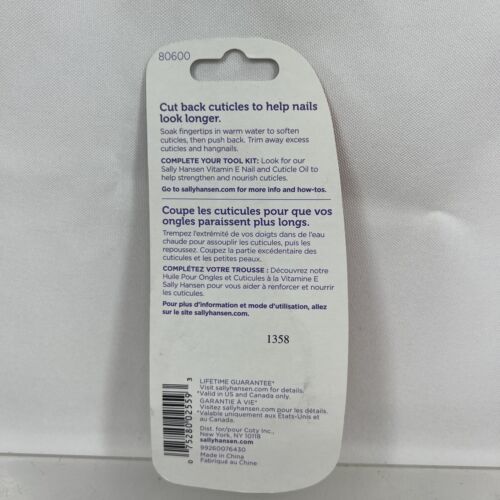 80600
Cut back cuticles to help nails
look longer.
Soak fingertips in warm water to soften
cuticles, then push back. Trim away excess
cuticles and hangnails.
COMPLETE YOUR TOOL KIT: Look for our
Sally Hansen Vitamin E Nail and Cuticle Oil to
help strengthen and nourish cuticles.
Go to sallyhansen.com for more info and how-tos.
Coupe les cuticules pour que vos
ongles paraissent plus longs.
Trempez l'extrémité de vos doigts dans de l'eau
chaude pour assouplir les cuticules, puis les
repoussez. Coupez la partie excédentaire des
cuticules et les petites peaux.
COMPLÉTEZ VOTRE TROUSSE : Découvrez notre
Huile Pour Ongles et Cuticules à la Vitamine E
Sally Hansen pour vous aider à renforcer et nourrir
les cuticules.
Pour plus d'information et mode d'utilisation, allez
sur le site sallyhansen.com.
1358
0 75280 02559 3
LIFETIME GUARANTEE*
Visit sallyhansen.com for details.
*Valid in US and Canada only.
GARANTIE À VIE*
Visitez sallyhansen.com pour les détails.
*Valable uniquement aux États-Unis et
au Canada.
Dist. for/pour Coty Inc.,
New York, NY 10118
sallyhansen.com
99260076430
Made in China
Fabriqué au Chine